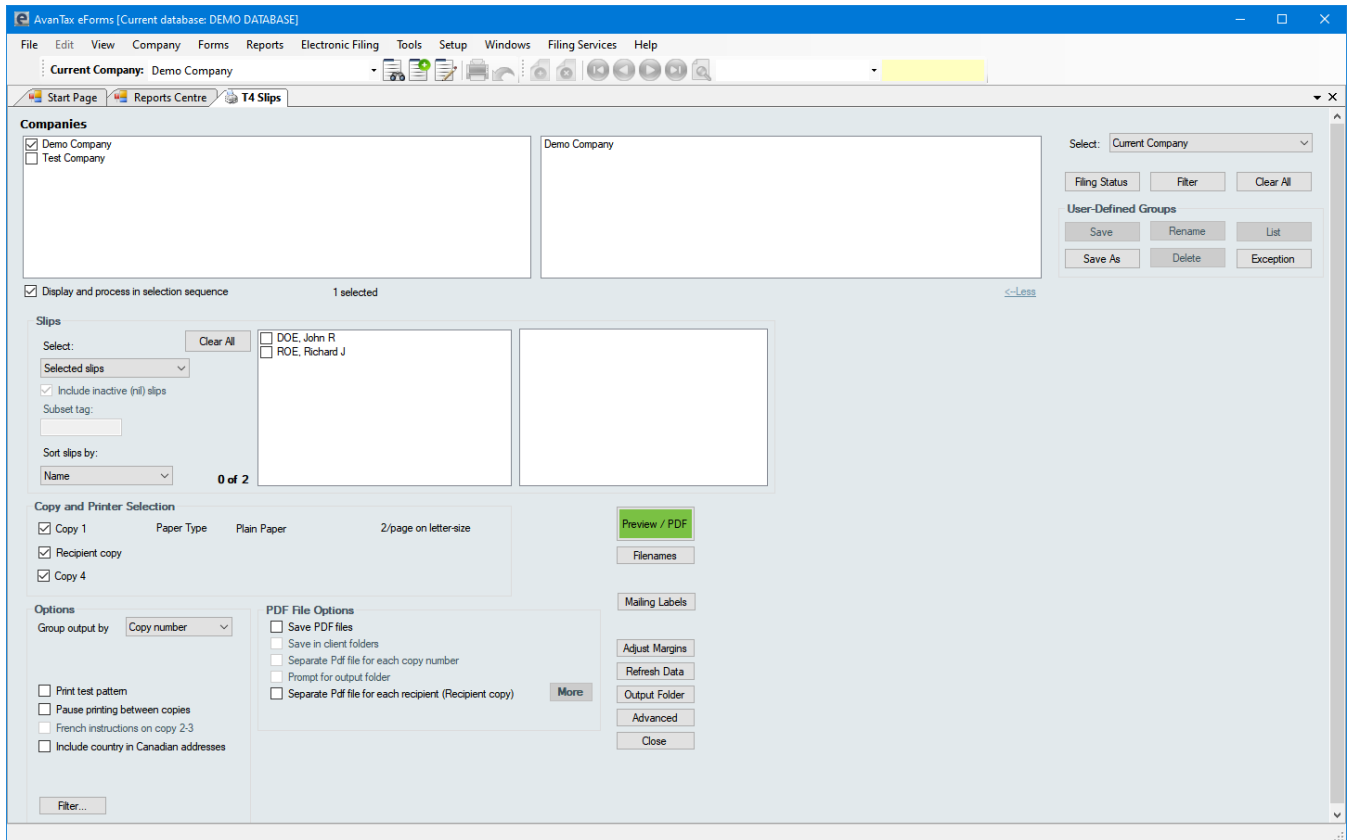 AvanTax eForms [Current database: DEMO DATABASE]
File Edit View Company Forms Reports Electronic Filing Tools Setup Windows Filing Services Help
Current Company: Demo Company
Start Page Reports Centre T4 Slips
Companies
Demo Company
Test Company
Demo Company
Select: Current Company
Filing Status Filter Clear All
User-Defined Groups
Save Rename List
Save As Delete Exception
Display and process in selection sequence 1 selected <--Less
Slips
Select: Clear All
Selected slips
Include inactive (nil) slips
Subset tag:
Sort slips by:
Name 0 of 2
DOE, John R
ROE, Richard J
Copy and Printer Selection
Copy 1 Paper Type Plain Paper 2/page on letter-size
Recipient copy
Copy 4
Preview / PDF
Filenames
Mailing Labels
Adjust Margins
Refresh Data
Output Folder
Advanced
Close
Options
Group output by Copy number
Print test pattern
Pause printing between copies
French instructions on copy 2-3
Include country in Canadian addresses
Filter...
PDF File Options
Save PDF files
Save in client folders
Separate Pdf file for each copy number
Prompt for output folder
Separate Pdf file for each recipient (Recipient copy) More